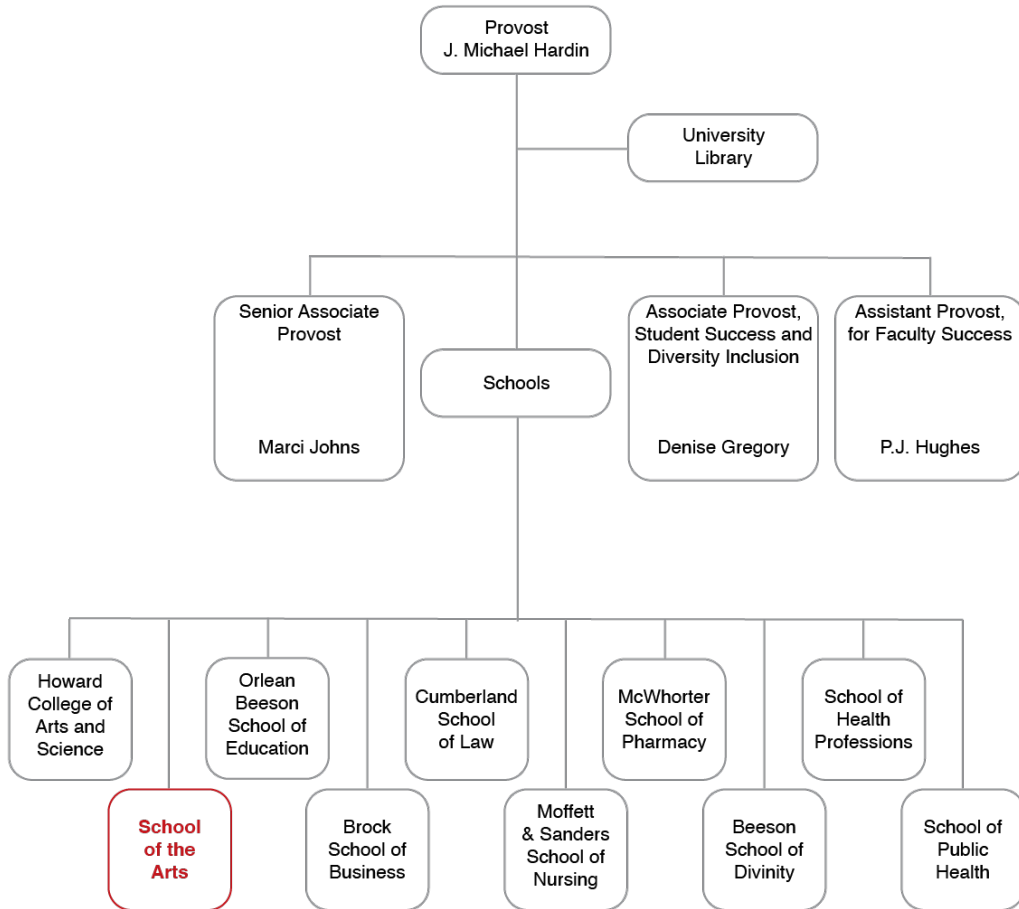 Provost
J. Michael Hardin
University
Library
Senior Associate
Provost
Marci Johns
Schools
Associate Provost,
Student Success and
Diversity Inclusion
Denise Gregory
Assistant Provost,
for Faculty Success
P.J. Hughes
Howard
College of
Arts and
Science
Orlean
Beeson
School of
Education
Cumberland
School
of Law
McWhorter
School of
Pharmacy
School of
Health
Professions
School
of the
Arts
Brock
School of
Business
Moffett
& Sanders
School of
Nursing
Beeson
School of
Divinity
School of
Public
Health